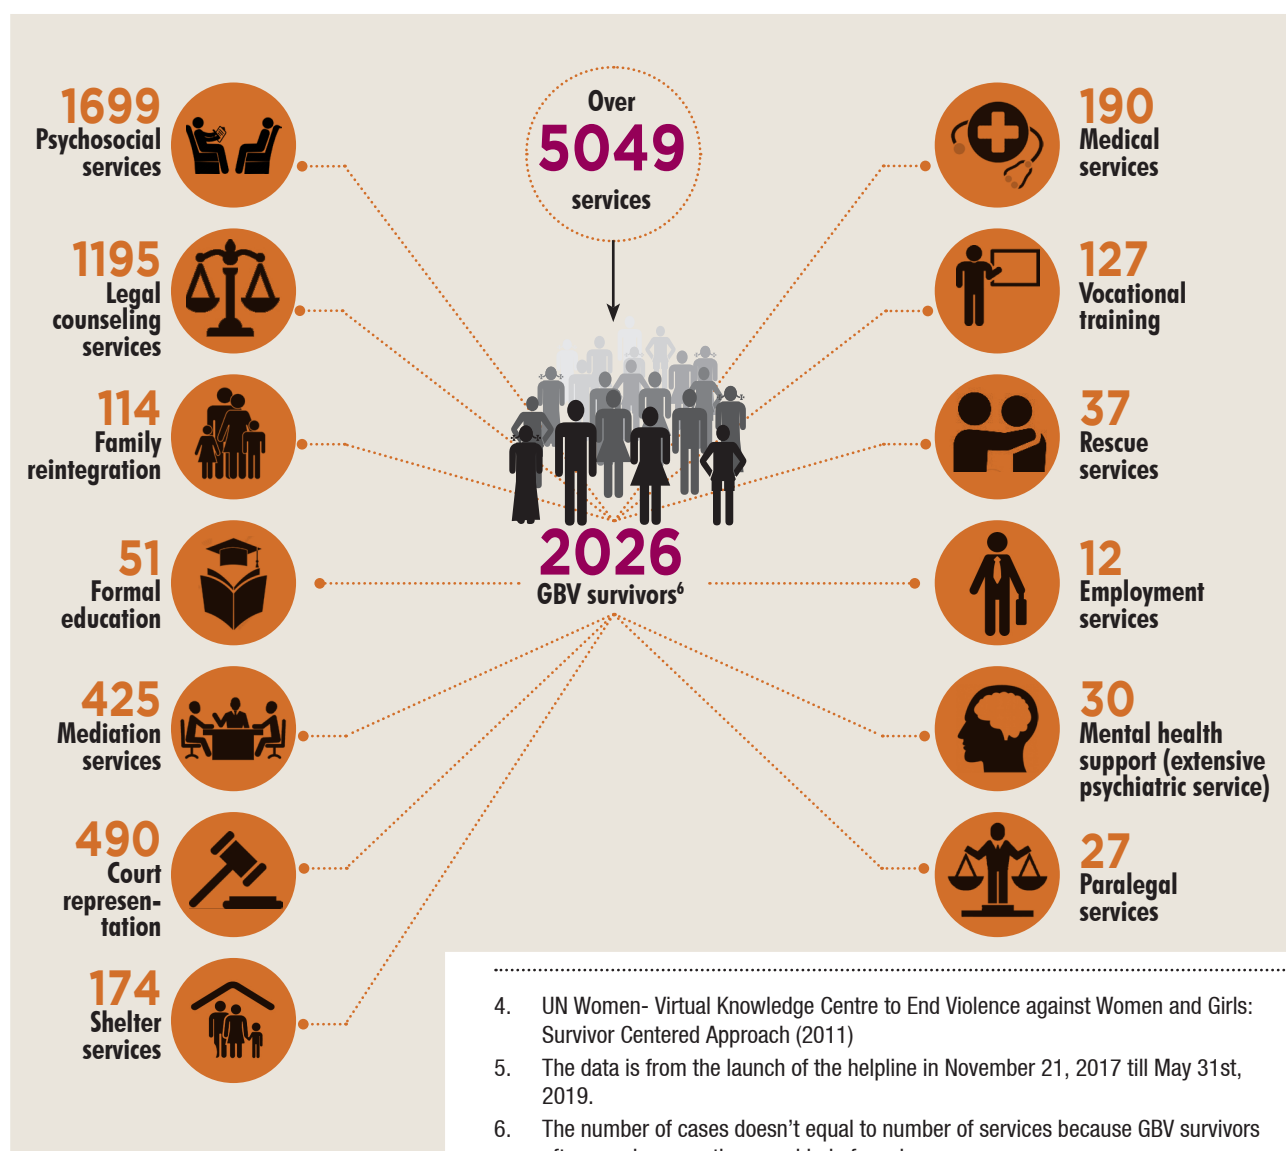 1699
Psychosocial
services
1195
Legal
counseling
services
114
Family
reintegration
51
Formal
education
425
Mediation
services
490
Court
represen-
tation
174
Shelter
services
Over
5049
services
2026
GBV survivors⁶
190
Medical
services
127
Vocational
training
37
Rescue
services
12
Employment
services
30
Mental health
support (extensive
psychiatric service)
27
Paralegal
services
4. UN Women- Virtual Knowledge Centre to End Violence against Women and Girls:
Survivor Centered Approach (2011)
5. The data is from the launch of the helpline in November 21, 2017 till May 31st,
2019.
6. The number of cases doesn’t equal to number of services because GBV survivors